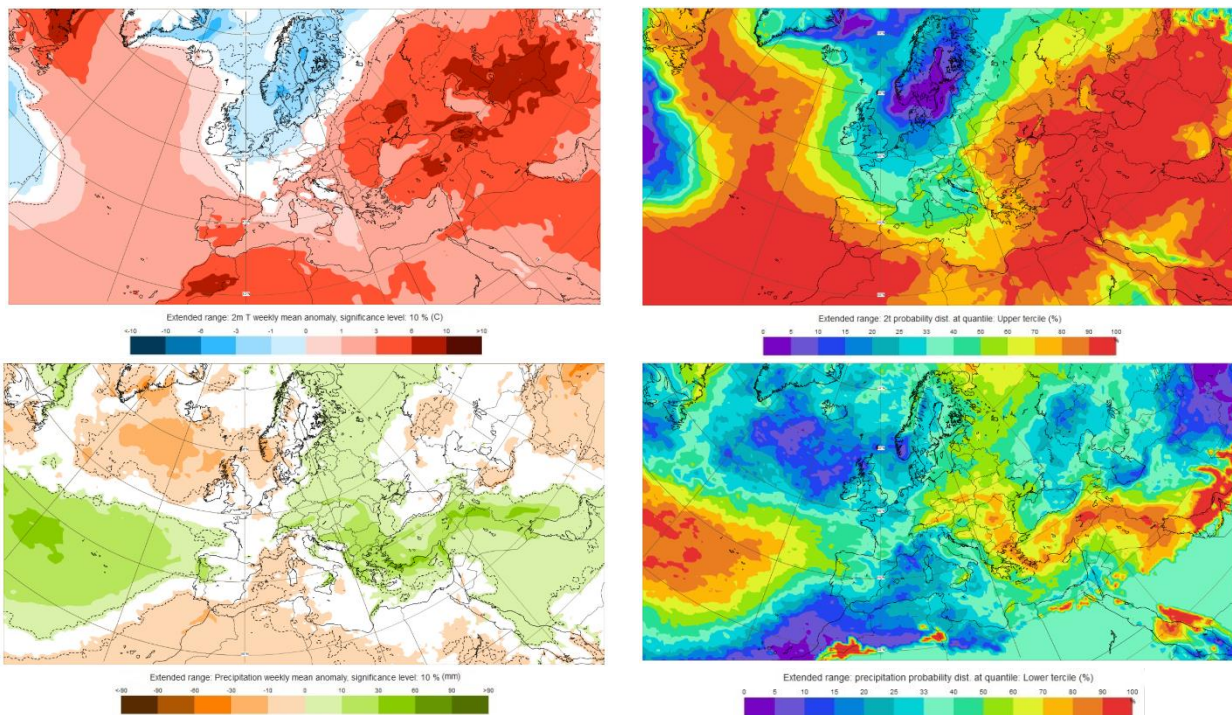 Extended range: 2m T weekly mean anomaly, significance level: 10 % (C)
<-10 -10 -6 -3 -1 0 1 3 6 10 >10
Extended range: 2t probability dist. at quantile: Upper tercile (%)
0 5 10 15 20 25 33 40 50 60 70 80 90 100
%
Extended range: Precipitation weekly mean anomaly, significance level: 10 % (mm)
<-90 -90 -60 -30 -10 0 10 30 60 90 >90
Extended range: precipitation probability dist. at quantile: Lower tercile (%)
0 5 10 15 20 25 33 40 50 60 70 80 90 100
%